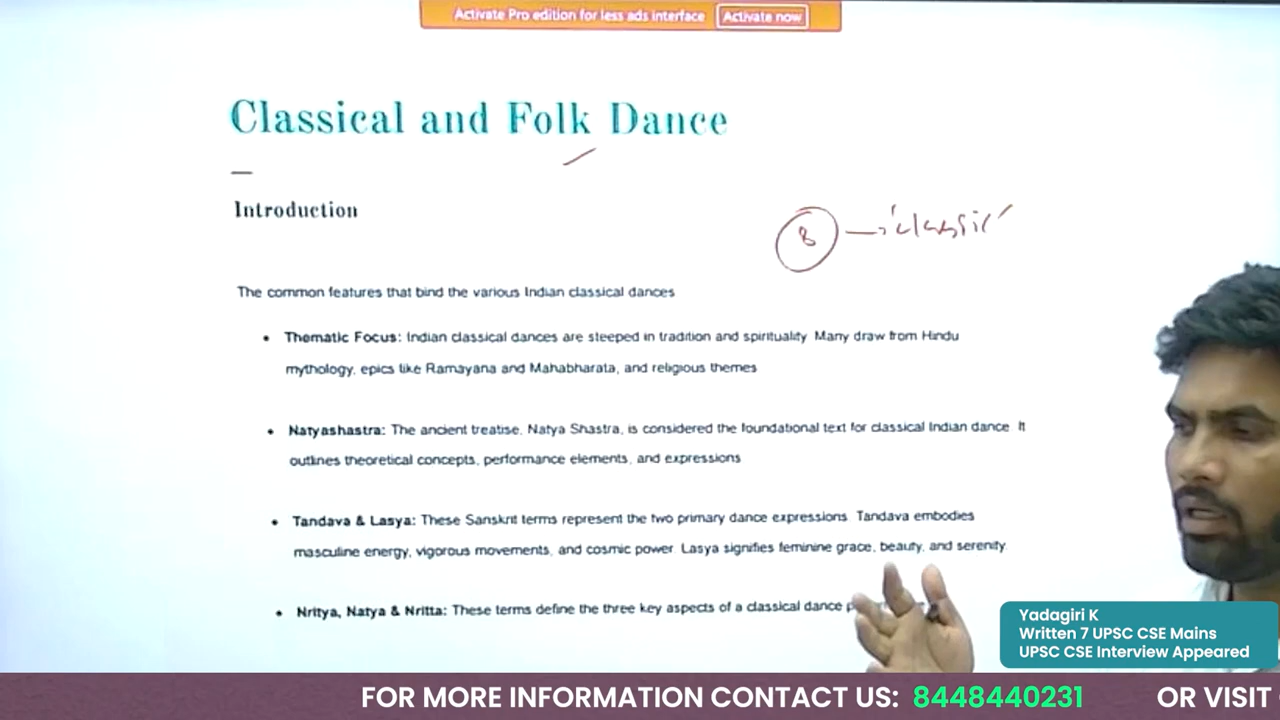 Activate Pro edition for less ads interface Activate now
Classical and Folk Dance
Introduction
8 → 'classic'
The common features that bind the various Indian classical dances
• Thematic Focus: Indian classical dances are steeped in tradition and spirituality. Many draw from Hindu
mythology, epics like Ramayana and Mahabharata, and religious themes
• Natyashastra: The ancient treatise, Natya Shastra, is considered the foundational text for classical Indian dance. It
outlines theoretical concepts, performance elements, and expressions
• Tandava & Lasya: These Sanskrit terms represent the two primary dance expressions. Tandava embodies
masculine energy, vigorous movements, and cosmic power. Lasya signifies feminine grace, beauty, and serenity
• Nritya, Natya & Nritta: These terms define the three key aspects of a classical dance
Yadagiri K
Written 7 UPSC CSE Mains
UPSC CSE Interview Appeared
FOR MORE INFORMATION CONTACT US: 8448440231 OR VISIT